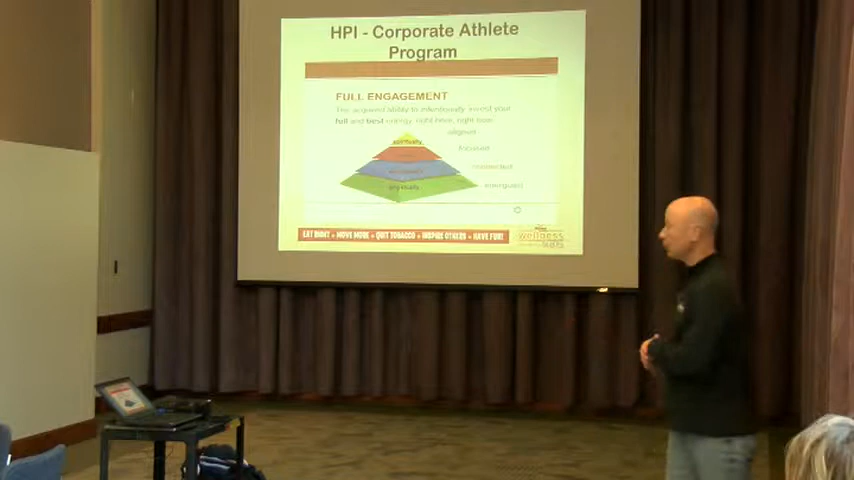 HPI - Corporate Athlete
Program
FULL ENGAGEMENT
The acquired ability to intentionally invest your
full and best energy, right here, right now
spiritually
aligned
focused
connected
physically
energized
EAT RIGHT • MOVE MORE • QUIT TOBACCO • INSPIRE OTHERS • HAVE FUN!
wellness